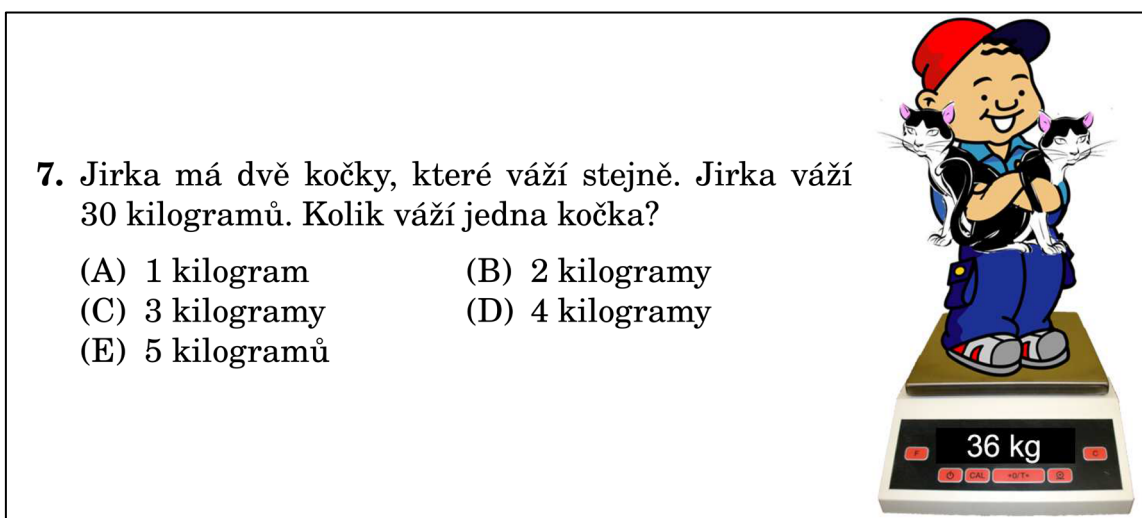 7. Jirka má dvě kočky, které váží stejně. Jirka váží
30 kilogramů. Kolik váží jedna kočka?
(A) 1 kilogram (B) 2 kilogramy
(C) 3 kilogramy (D) 4 kilogramy
(E) 5 kilogramů
36 kg
F C
CAL →0/T←